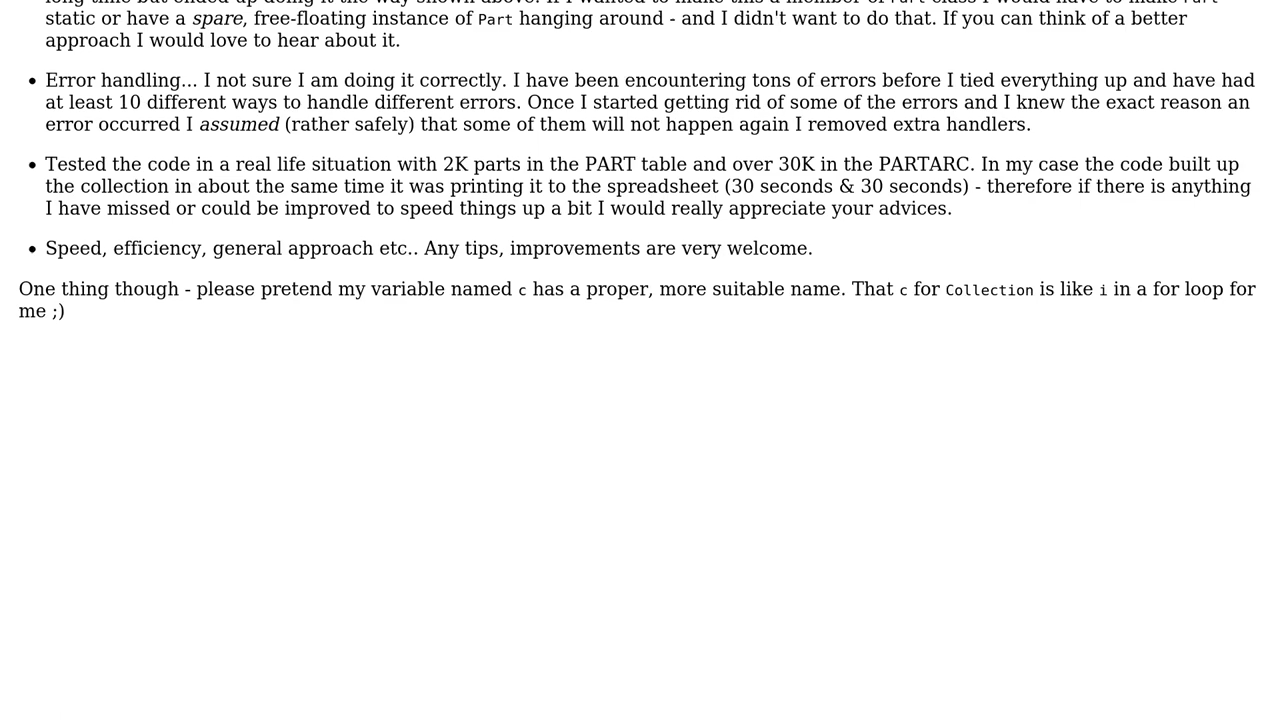 static or have a spare, free-floating instance of Part hanging around - and I didn't want to do that. If you can think of a better
approach I would love to hear about it.
• Error handling... I not sure I am doing it correctly. I have been encountering tons of errors before I tied everything up and have had
at least 10 different ways to handle different errors. Once I started getting rid of some of the errors and I knew the exact reason an
error occurred I assumed (rather safely) that some of them will not happen again I removed extra handlers.
• Tested the code in a real life situation with 2K parts in the PART table and over 30K in the PARTARC. In my case the code built up
the collection in about the same time it was printing it to the spreadsheet (30 seconds & 30 seconds) - therefore if there is anything
I have missed or could be improved to speed things up a bit I would really appreciate your advices.
• Speed, efficiency, general approach etc.. Any tips, improvements are very welcome.
One thing though - please pretend my variable named c has a proper, more suitable name. That c for Collection is like i in a for loop for
me ;)